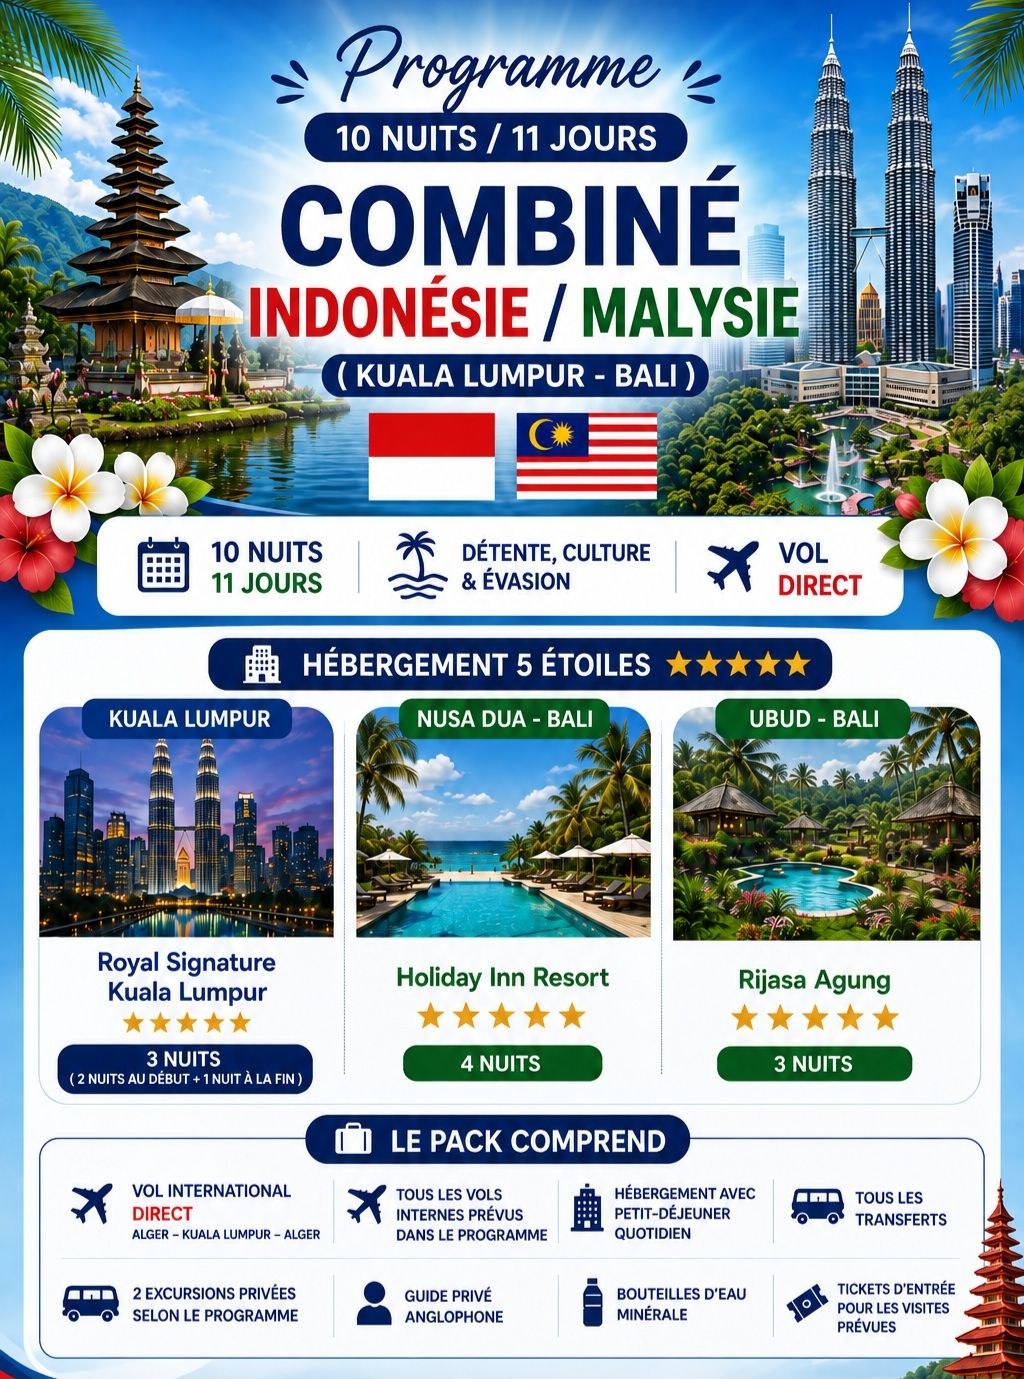 Programme
10 NUITS / 11 JOURS
COMBINÉ
INDONÉSIE / MALYSIE
( KUALA LUMPUR - BALI )
10 NUITS
11 JOURS
DÉTENTE, CULTURE
& ÉVASION
VOL
DIRECT
HÉBERGEMENT 5 ÉTOILES
KUALA LUMPUR
Royal Signature
Kuala Lumpur
3 NUITS
( 2 NUITS AU DÉBUT + 1 NUIT À LA FIN )
NUSA DUA - BALI
Holiday Inn Resort
4 NUITS
UBUD - BALI
Rijasa Agung
3 NUITS
LE PACK COMPREND
VOL INTERNATIONAL
DIRECT
ALGER – KUALA LUMPUR – ALGER
TOUS LES VOLS
INTERNES PRÉVUS
DANS LE PROGRAMME
HÉBERGEMENT AVEC
PETIT-DÉJEUNER
QUOTIDIEN
TOUS LES
TRANSFERTS
2 EXCURSIONS PRIVÉES
SELON LE PROGRAMME
GUIDE PRIVÉ
ANGLOPHONE
BOUTEILLES D'EAU
MINÉRALE
TICKETS D'ENTRÉE
POUR LES VISITES
PRÉVUES